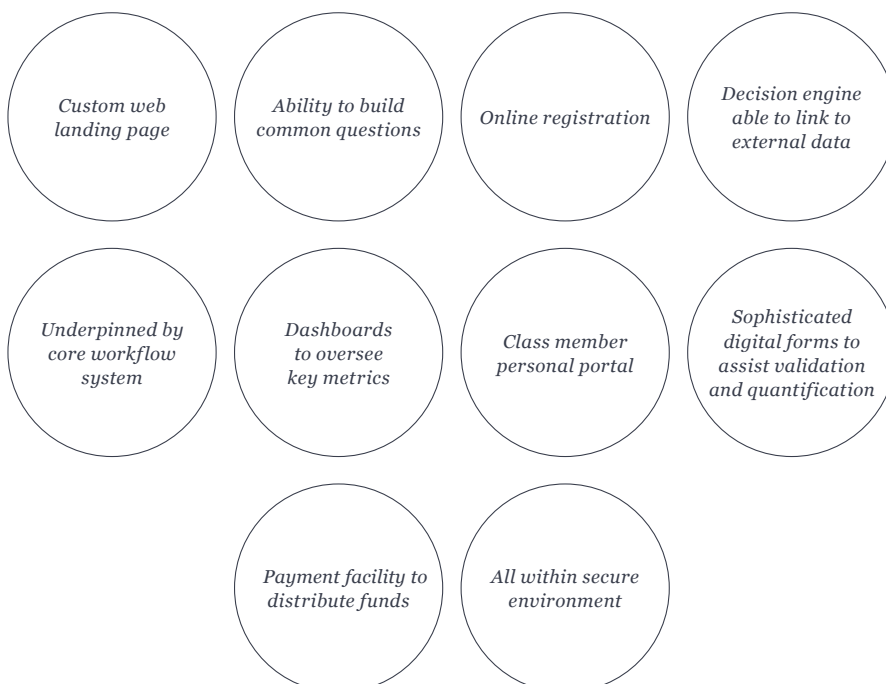 Custom web
landing page
Ability to build
common questions
Online registration
Decision engine
able to link to
external data
Underpinned by
core workflow
system
Dashboards
to oversee
key metrics
Class member
personal portal
Sophisticated
digital forms to
assist validation
and quantification
Payment facility to
distribute funds
All within secure
environment